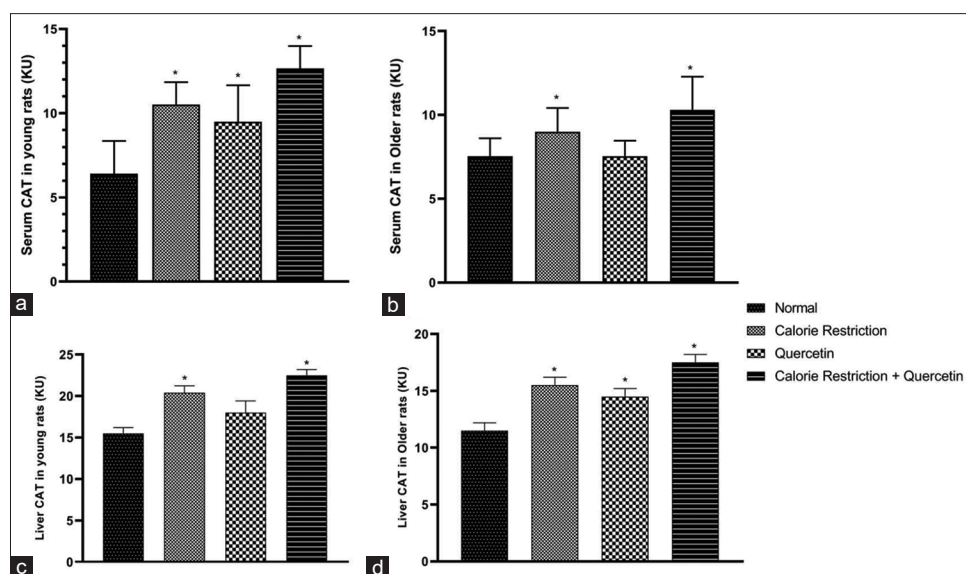 Serum CAT in young rats (KU)
15
10
5
0
*
*
*
a
Serum CAT in Older rats (KU)
15
10
5
0
*
*
b
Normal
Calorie Restriction
Quercetin
Calorie Restriction + Quercetin
Liver CAT in young rats (KU)
25
20
15
10
5
0
*
*
c
Liver CAT in Older rats (KU)
20
15
10
5
0
*
*
*
d